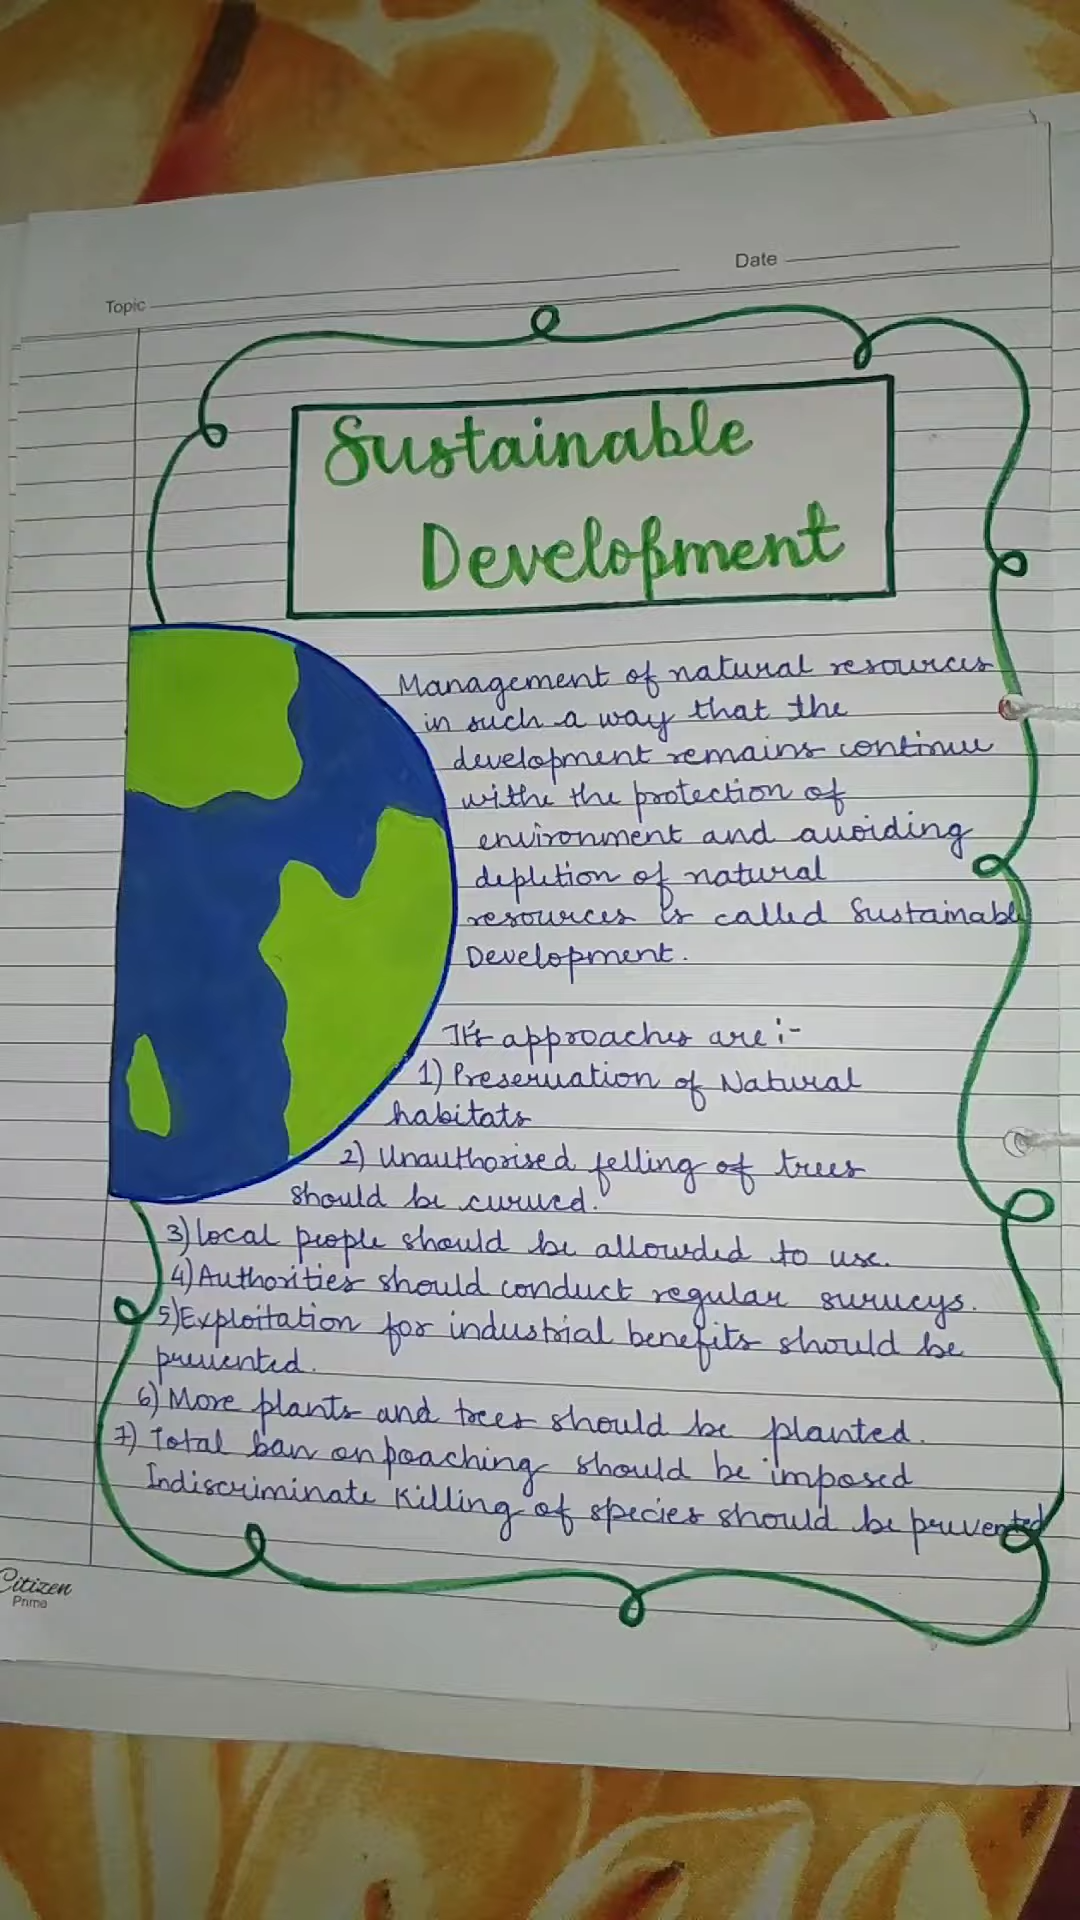 Date
Topic
Sustainable
Development
Management of natural resources
in such a way that the
development remains continue
withe the protection of
environment and avoiding
depletion of natural
resources is called Sustainable
Development.
It's approaches are :-
1) Preservation of Natural
habitats
2) Unauthorised felling of trees
should be curved.
3) local people should be allowded to use.
4) Authorities should conduct regular surveys.
5) Exploitation for industrial benefits should be
prevented.
6) More plants and trees should be planted.
7) Total ban on poaching should be imposed
Indiscriminate Killing of species should be prevented
Citizen
Prime